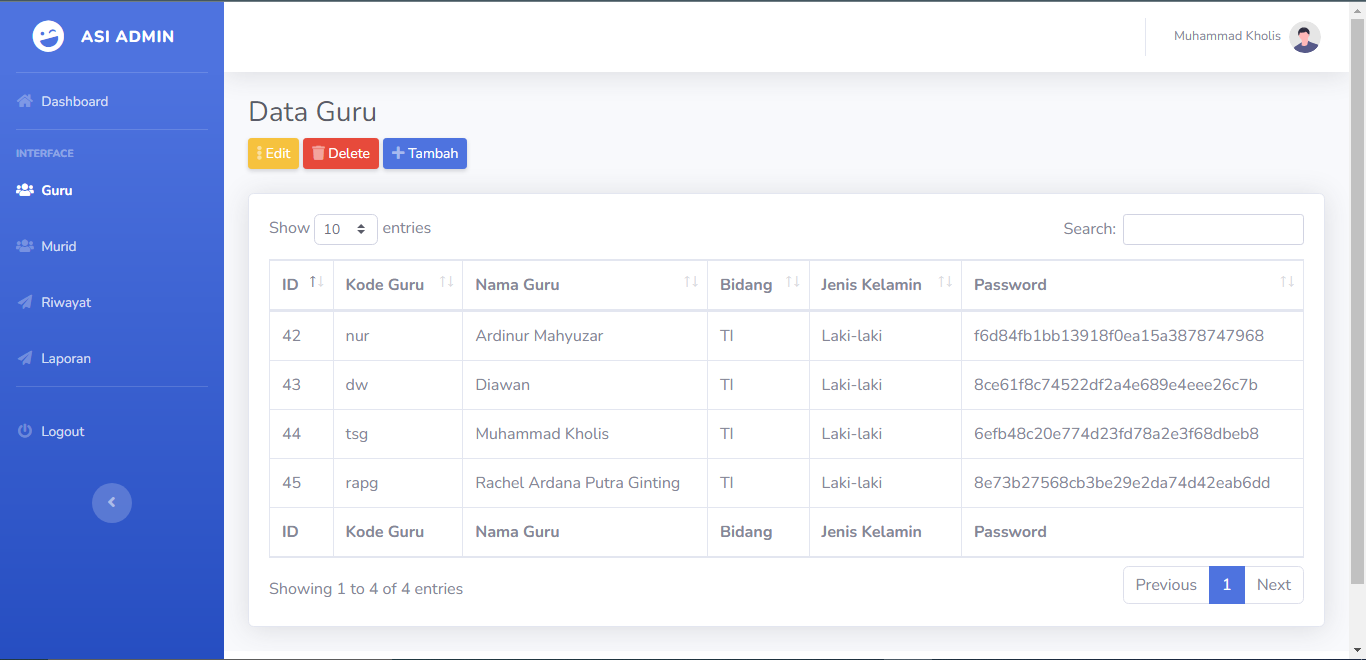 ASI ADMIN
Muhammad Kholis
Dashboard
INTERFACE
Guru
Murid
Riwayat
Laporan
Logout
Data Guru
Edit Delete Tambah
Show 10 entries Search:
ID Kode Guru Nama Guru Bidang Jenis Kelamin Password
42 nur Ardinur Mahyuzar TI Laki-laki f6d84fb1bb13918f0ea15a3878747968
43 dw Diawan TI Laki-laki 8ce61f8c74522df2a4e689e4eee26c7b
44 tsg Muhammad Kholis TI Laki-laki 6efb48c20e774d23fd78a2e3f68dbeb8
45 rapg Rachel Ardana Putra Ginting TI Laki-laki 8e73b27568cb3be29e2da74d42eab6dd
ID Kode Guru Nama Guru Bidang Jenis Kelamin Password
Showing 1 to 4 of 4 entries Previous 1 Next